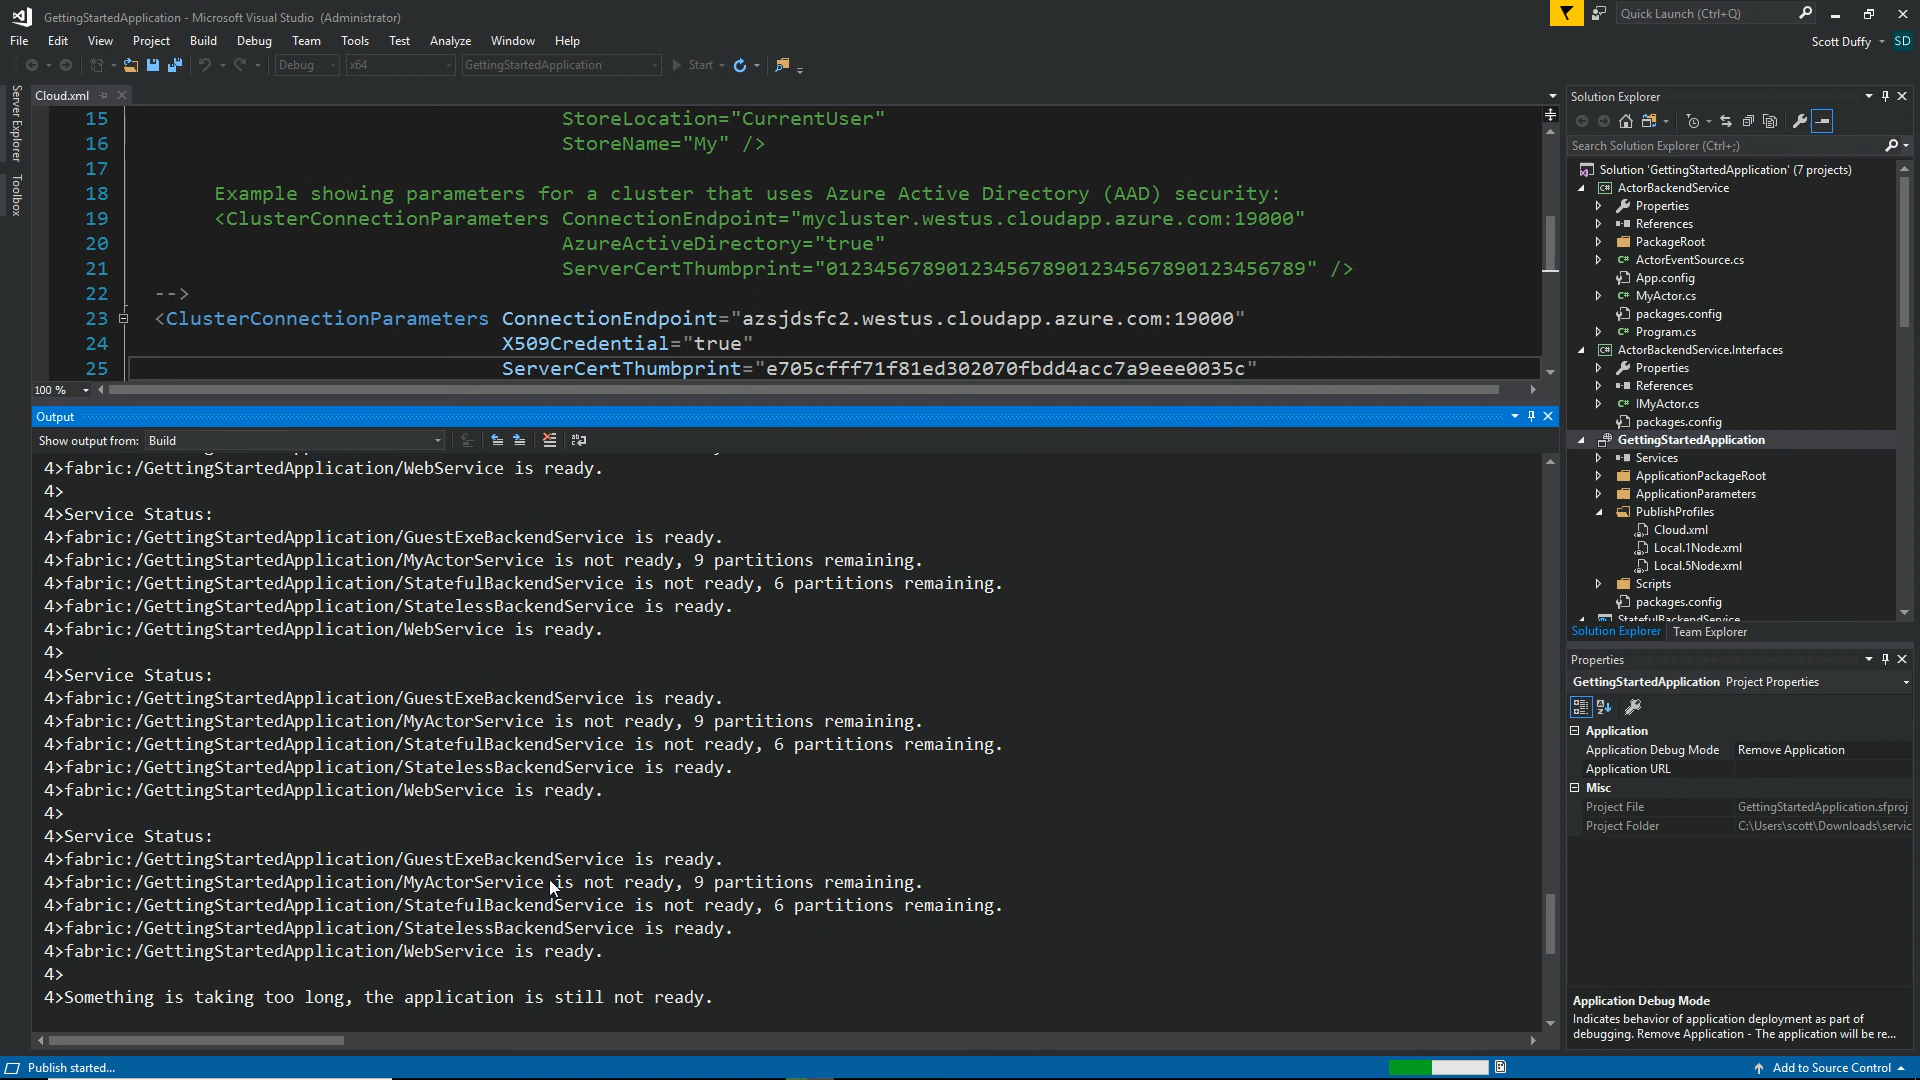 GettingStartedApplication - Microsoft Visual Studio (Administrator)
Quick Launch (Ctrl+Q)
File Edit View Project Build Debug Team Tools Test Analyze Window Help
Scott Duffy SD
Debug x64 GettingStartedApplication Start
Server Explorer
Toolbox
Cloud.xml
15 StoreLocation="CurrentUser"
16 StoreName="My" />
17
18 Example showing parameters for a cluster that uses Azure Active Directory (AAD) security:
19 <ClusterConnectionParameters ConnectionEndpoint="mycluster.westus.cloudapp.azure.com:19000"
20 AzureActiveDirectory="true"
21 ServerCertThumbprint="0123456789012345678901234567890123456789" />
22 -->
23 <ClusterConnectionParameters ConnectionEndpoint="azsjdsfc2.westus.cloudapp.azure.com:19000"
24 X509Credential="true"
25 ServerCertThumbprint="e705cfff71f81ed302070fbdd4acc7a9eee0035c"
100 %
Output
Show output from: Build
4>fabric:/GettingStartedApplication/WebService is ready.
4>
4>Service Status:
4>fabric:/GettingStartedApplication/GuestExeBackendService is ready.
4>fabric:/GettingStartedApplication/MyActorService is not ready, 9 partitions remaining.
4>fabric:/GettingStartedApplication/StatefulBackendService is not ready, 6 partitions remaining.
4>fabric:/GettingStartedApplication/StatelessBackendService is ready.
4>fabric:/GettingStartedApplication/WebService is ready.
4>
4>Service Status:
4>fabric:/GettingStartedApplication/GuestExeBackendService is ready.
4>fabric:/GettingStartedApplication/MyActorService is not ready, 9 partitions remaining.
4>fabric:/GettingStartedApplication/StatefulBackendService is not ready, 6 partitions remaining.
4>fabric:/GettingStartedApplication/StatelessBackendService is ready.
4>fabric:/GettingStartedApplication/WebService is ready.
4>
4>Service Status:
4>fabric:/GettingStartedApplication/GuestExeBackendService is ready.
4>fabric:/GettingStartedApplication/MyActorService is not ready, 9 partitions remaining.
4>fabric:/GettingStartedApplication/StatefulBackendService is not ready, 6 partitions remaining.
4>fabric:/GettingStartedApplication/StatelessBackendService is ready.
4>fabric:/GettingStartedApplication/WebService is ready.
4>
4>Something is taking too long, the application is still not ready.
Solution Explorer
Search Solution Explorer (Ctrl+;)
Solution 'GettingStartedApplication' (7 projects)
ActorBackendService
Properties
References
PackageRoot
ActorEventSource.cs
App.config
MyActor.cs
packages.config
Program.cs
ActorBackendService.Interfaces
Properties
References
IMyActor.cs
packages.config
GettingStartedApplication
Services
ApplicationPackageRoot
ApplicationParameters
PublishProfiles
Cloud.xml
Local.1Node.xml
Local.5Node.xml
Scripts
packages.config
StatefulBackendService
Solution Explorer Team Explorer
Properties
GettingStartedApplication Project Properties
Application
Application Debug Mode Remove Application
Application URL
Misc
Project File GettingStartedApplication.sfproj
Project Folder C:\Users\scott\Downloads\servic
Application Debug Mode
Indicates behavior of application deployment as part of
debugging. Remove Application - The application will be re...
Publish started...
Add to Source Control